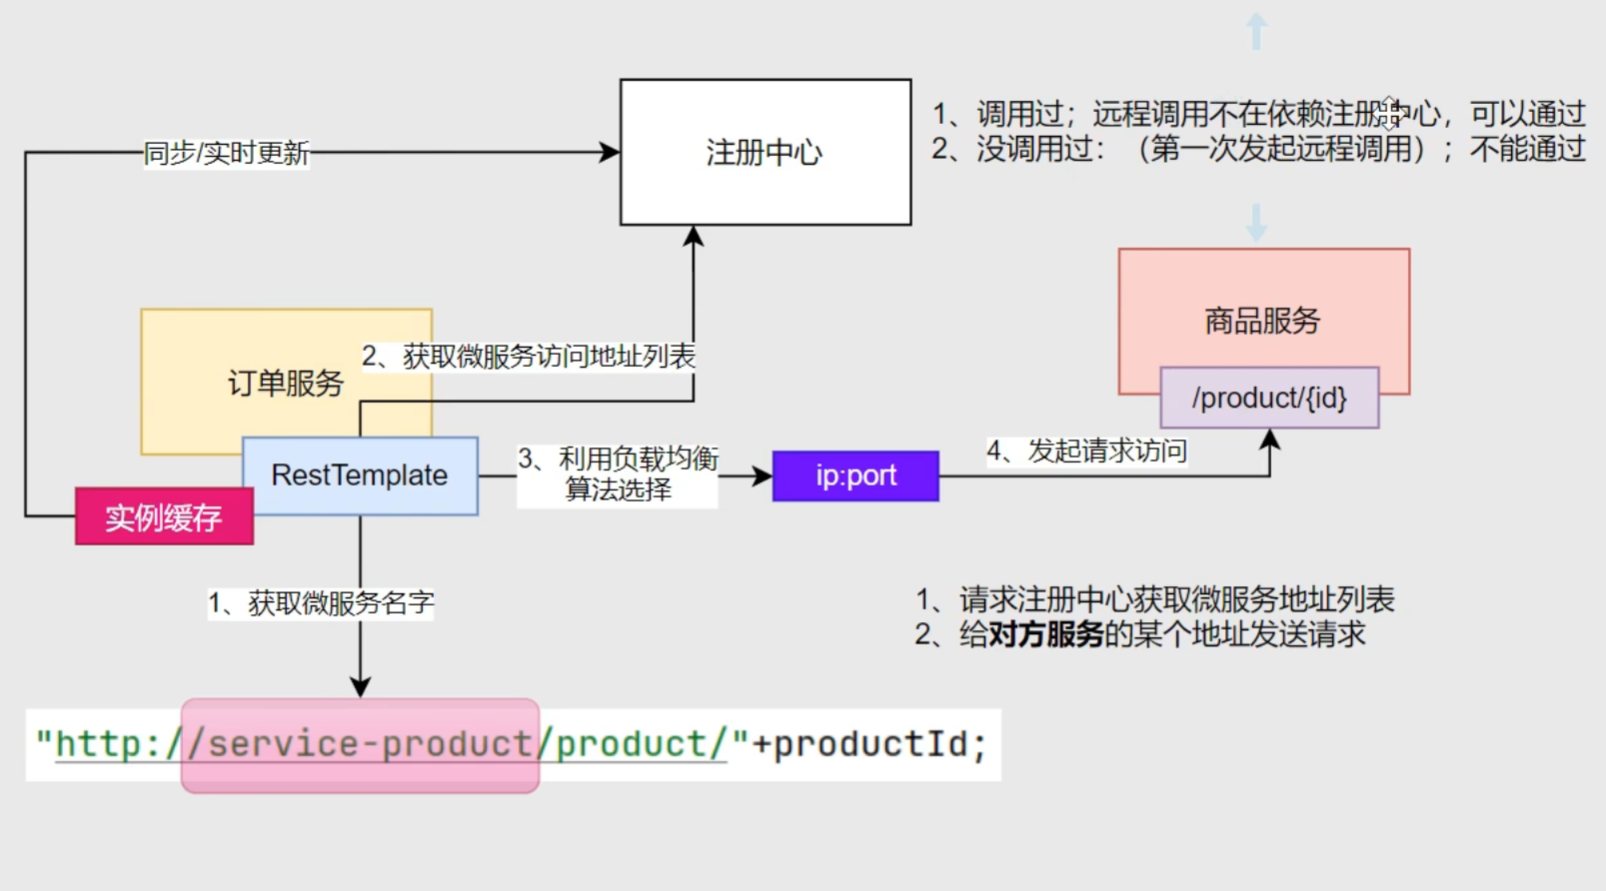 1、调用过；远程调用不在依赖注册中心，可以通过
2、没调用过：（第一次发起远程调用）；不能通过
同步/实时更新
注册中心
商品服务
/product/{id}
2、获取微服务访问地址列表
订单服务
RestTemplate
3、利用负载均衡
算法选择
ip:port
4、发起请求访问
实例缓存
1、获取微服务名字
1、请求注册中心获取微服务地址列表
2、给对方服务的某个地址发送请求
"http://service-product/product/"+productId;